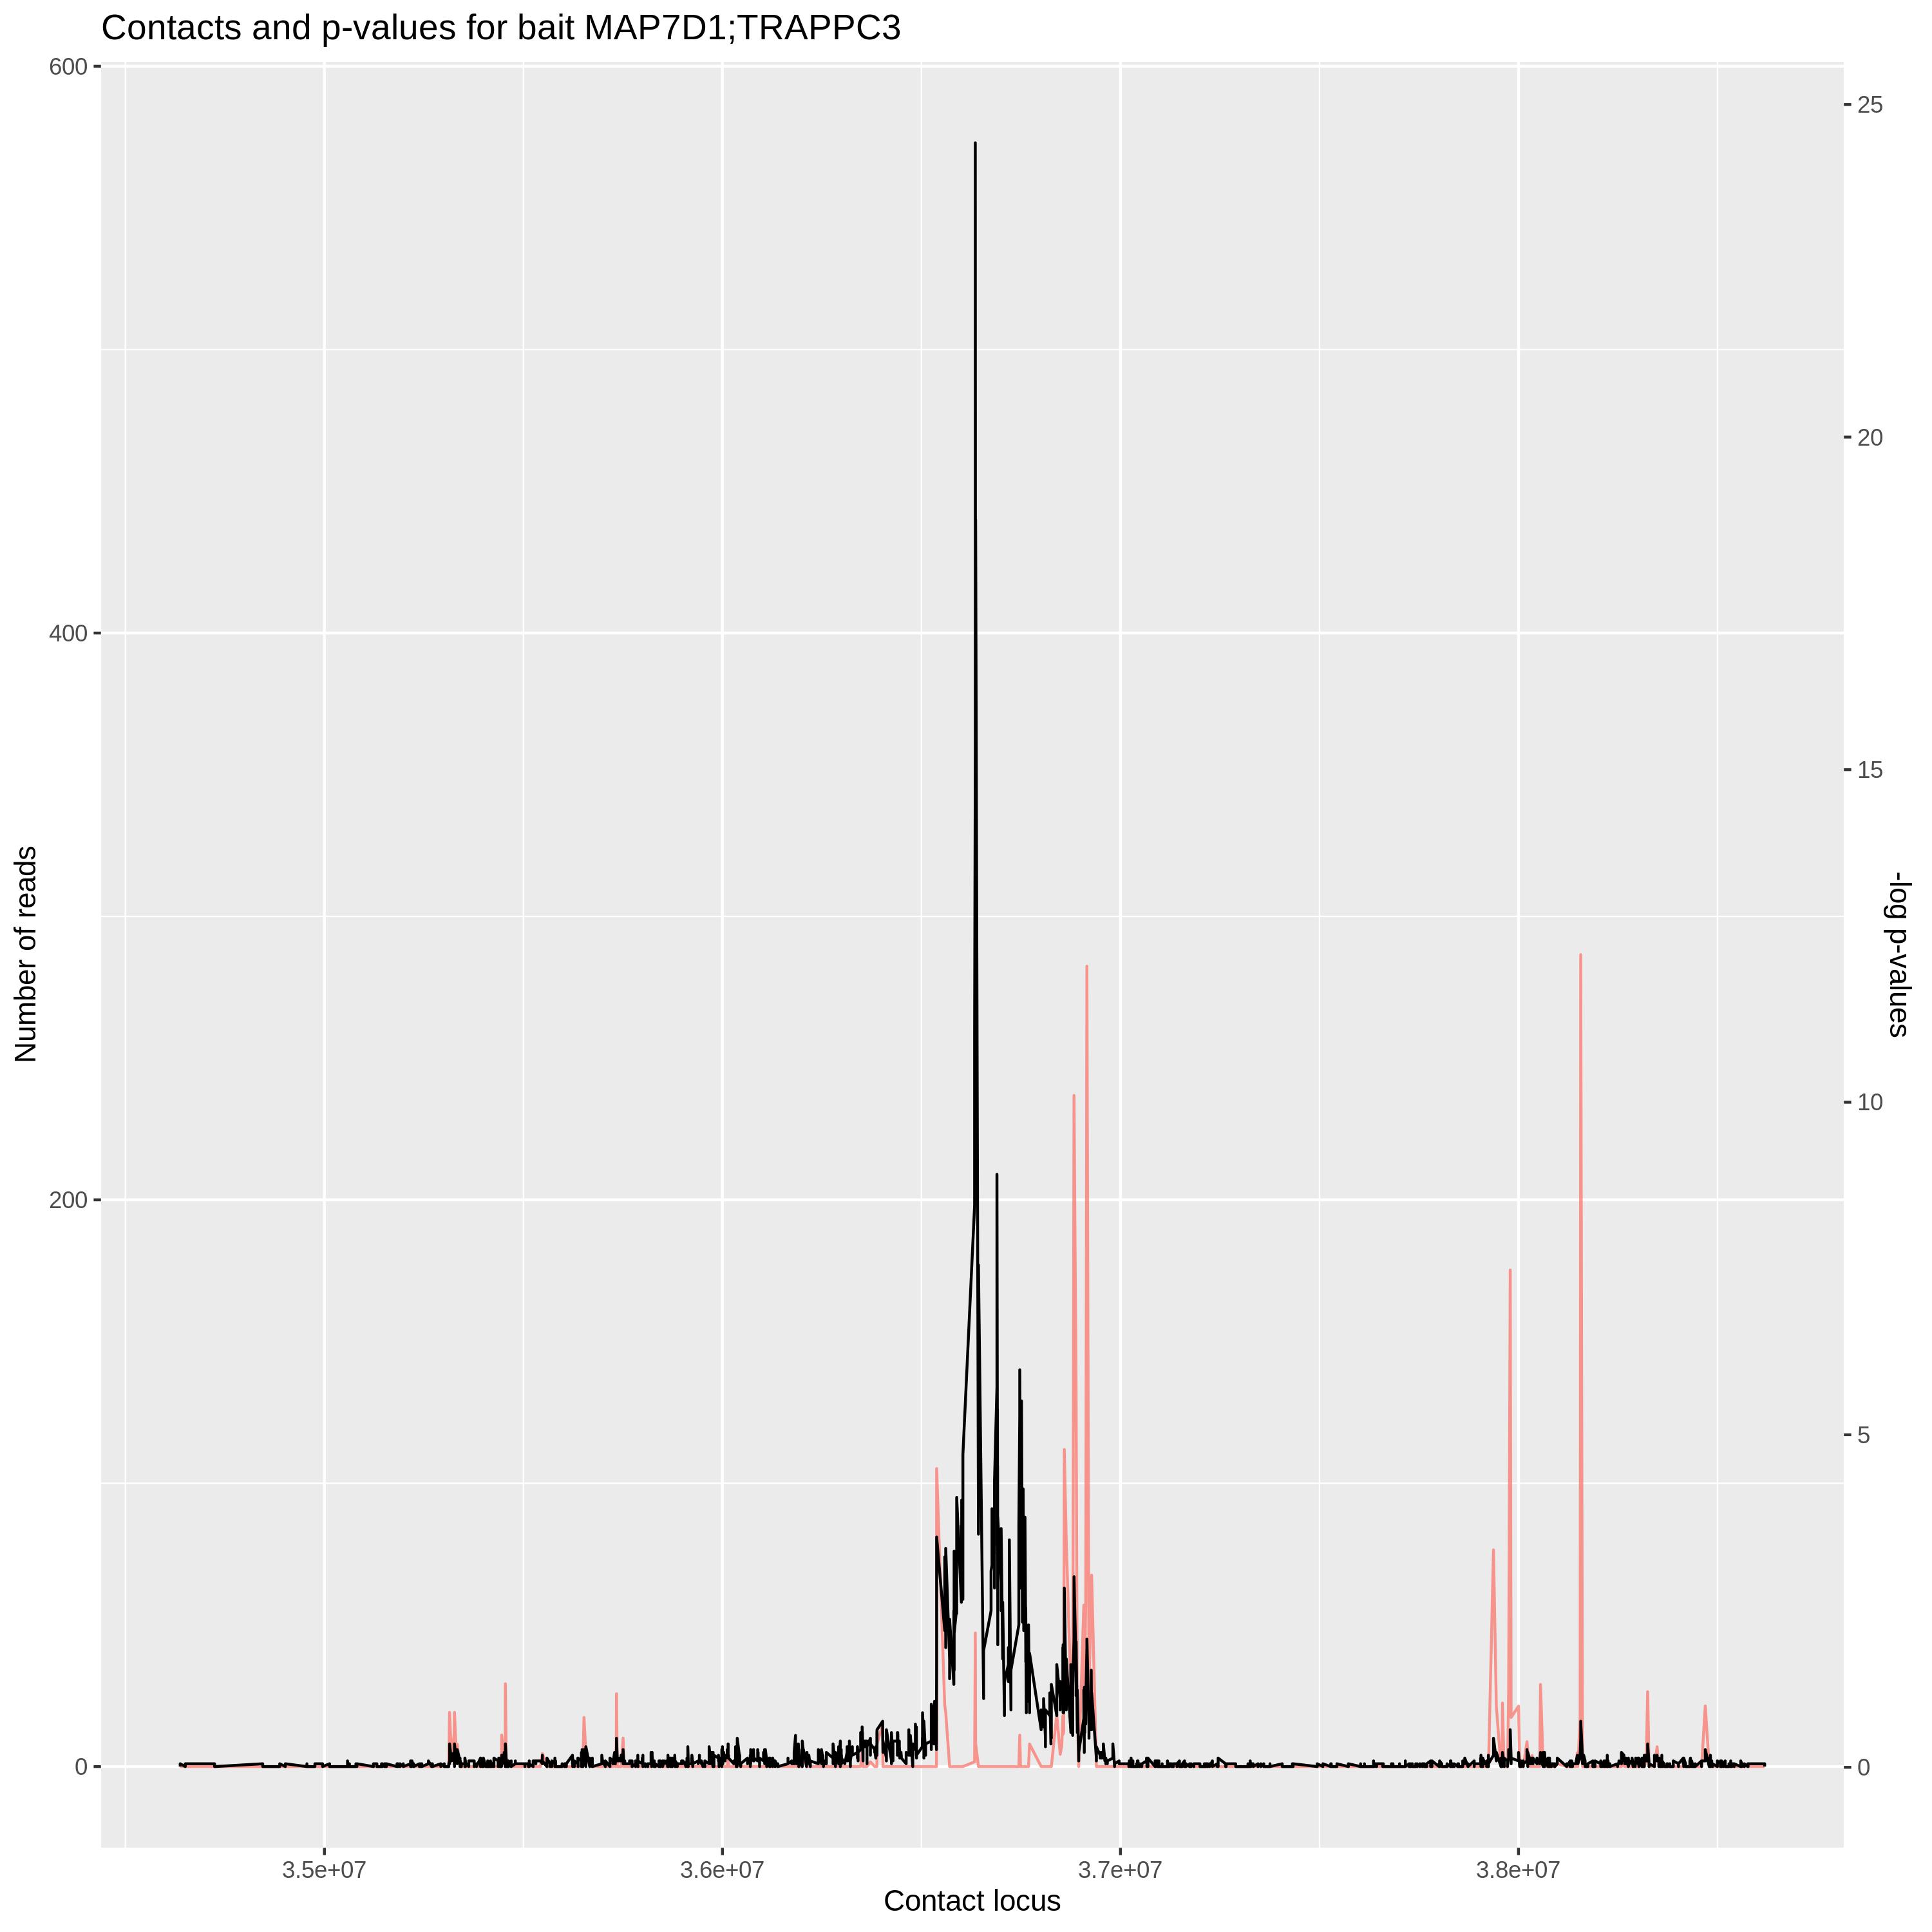 Contacts and p-values for bait MAP7D1;TRAPPC3
600
400
200
0
Number of reads
25
20
15
10
5
0
-log p-values
3.5e+07
3.6e+07
3.7e+07
3.8e+07
Contact locus